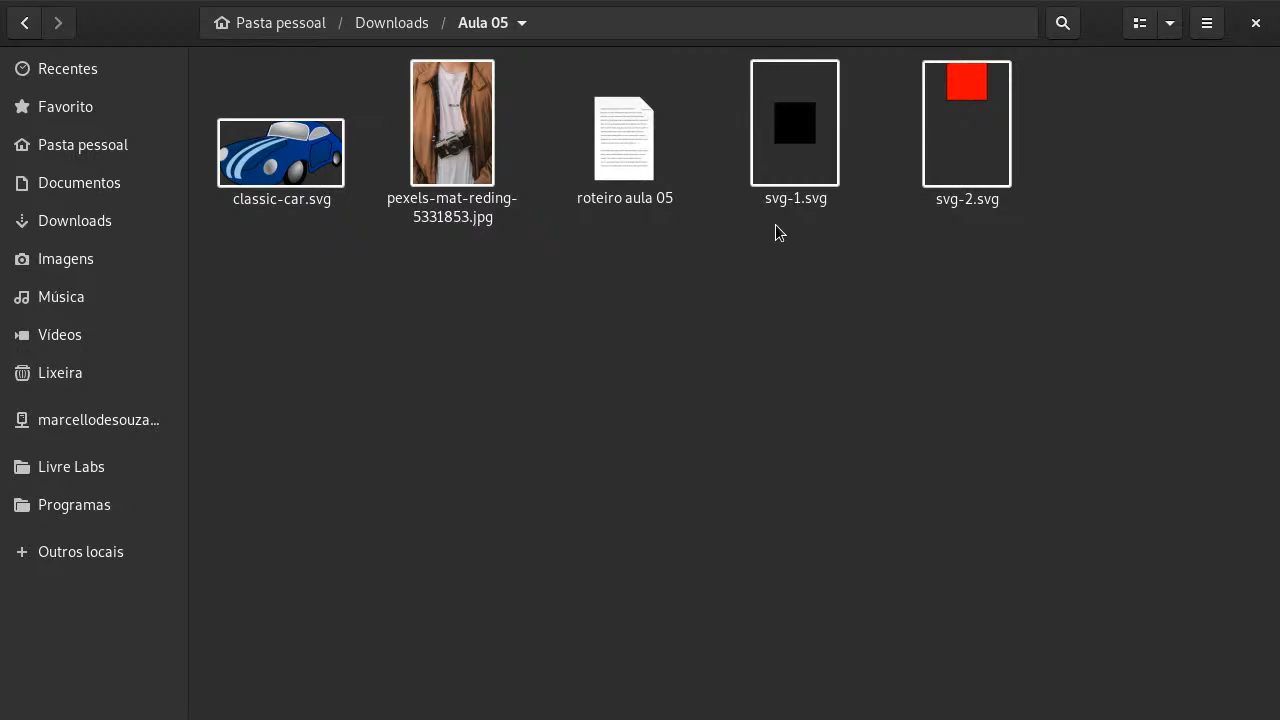 Pasta pessoal / Downloads / Aula 05
Recentes
Favorito
Pasta pessoal
Documentos
Downloads
Imagens
Música
Vídeos
Lixeira
marcellodesouza...
Livre Labs
Programas
Outros locais
classic-car.svg
pexels-mat-reding-
5331853.jpg
roteiro aula 05
svg-1.svg
svg-2.svg